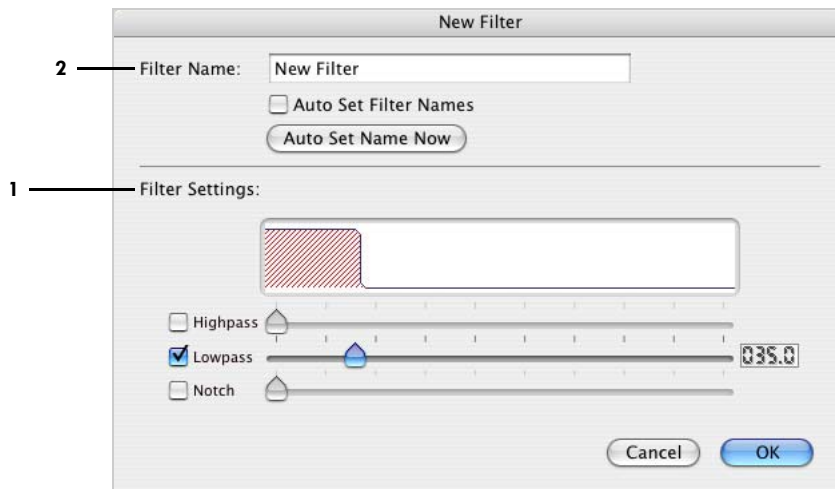 New Filter
2 Filter Name: New Filter
Auto Set Filter Names
Auto Set Name Now
1 Filter Settings:
Highpass
Lowpass 035.0
Notch
Cancel OK